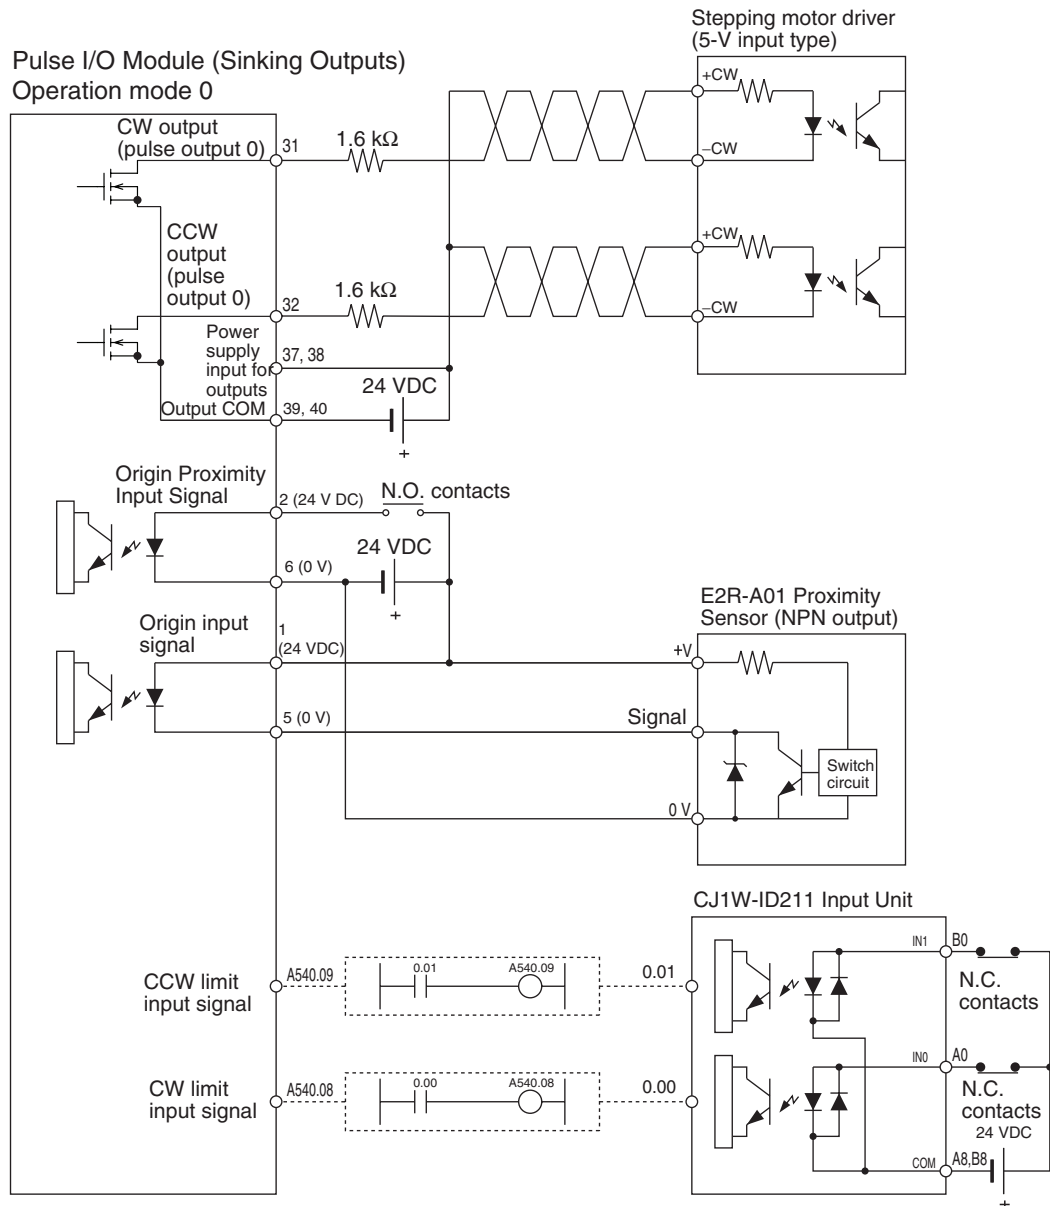 Stepping motor driver
(5-V input type)
Pulse I/O Module (Sinking Outputs)
Operation mode 0
+CW
CW output
(pulse output 0)
31
1.6 kΩ
−CW
CCW
output
(pulse
output 0)
+CW
32
1.6 kΩ
−CW
Power
supply
input for
outputs
37, 38
24 VDC
Output COM
39, 40
+
Origin Proximity
Input Signal
2 (24 V DC)
N.O. contacts
24 VDC
6 (0 V)
+
E2R-A01 Proximity
Sensor (NPN output)
Origin input
signal
1
(24 VDC)
+V
5 (0 V)
Signal
Switch
circuit
0 V
CJ1W-ID211 Input Unit
IN1
B0
CCW limit
input signal
A540.09
0.01
A540.09
0.01
N.C.
contacts
IN0
A0
CW limit
input signal
A540.08
0.00
A540.08
0.00
N.C.
contacts
24 VDC
COM
A8,B8
+